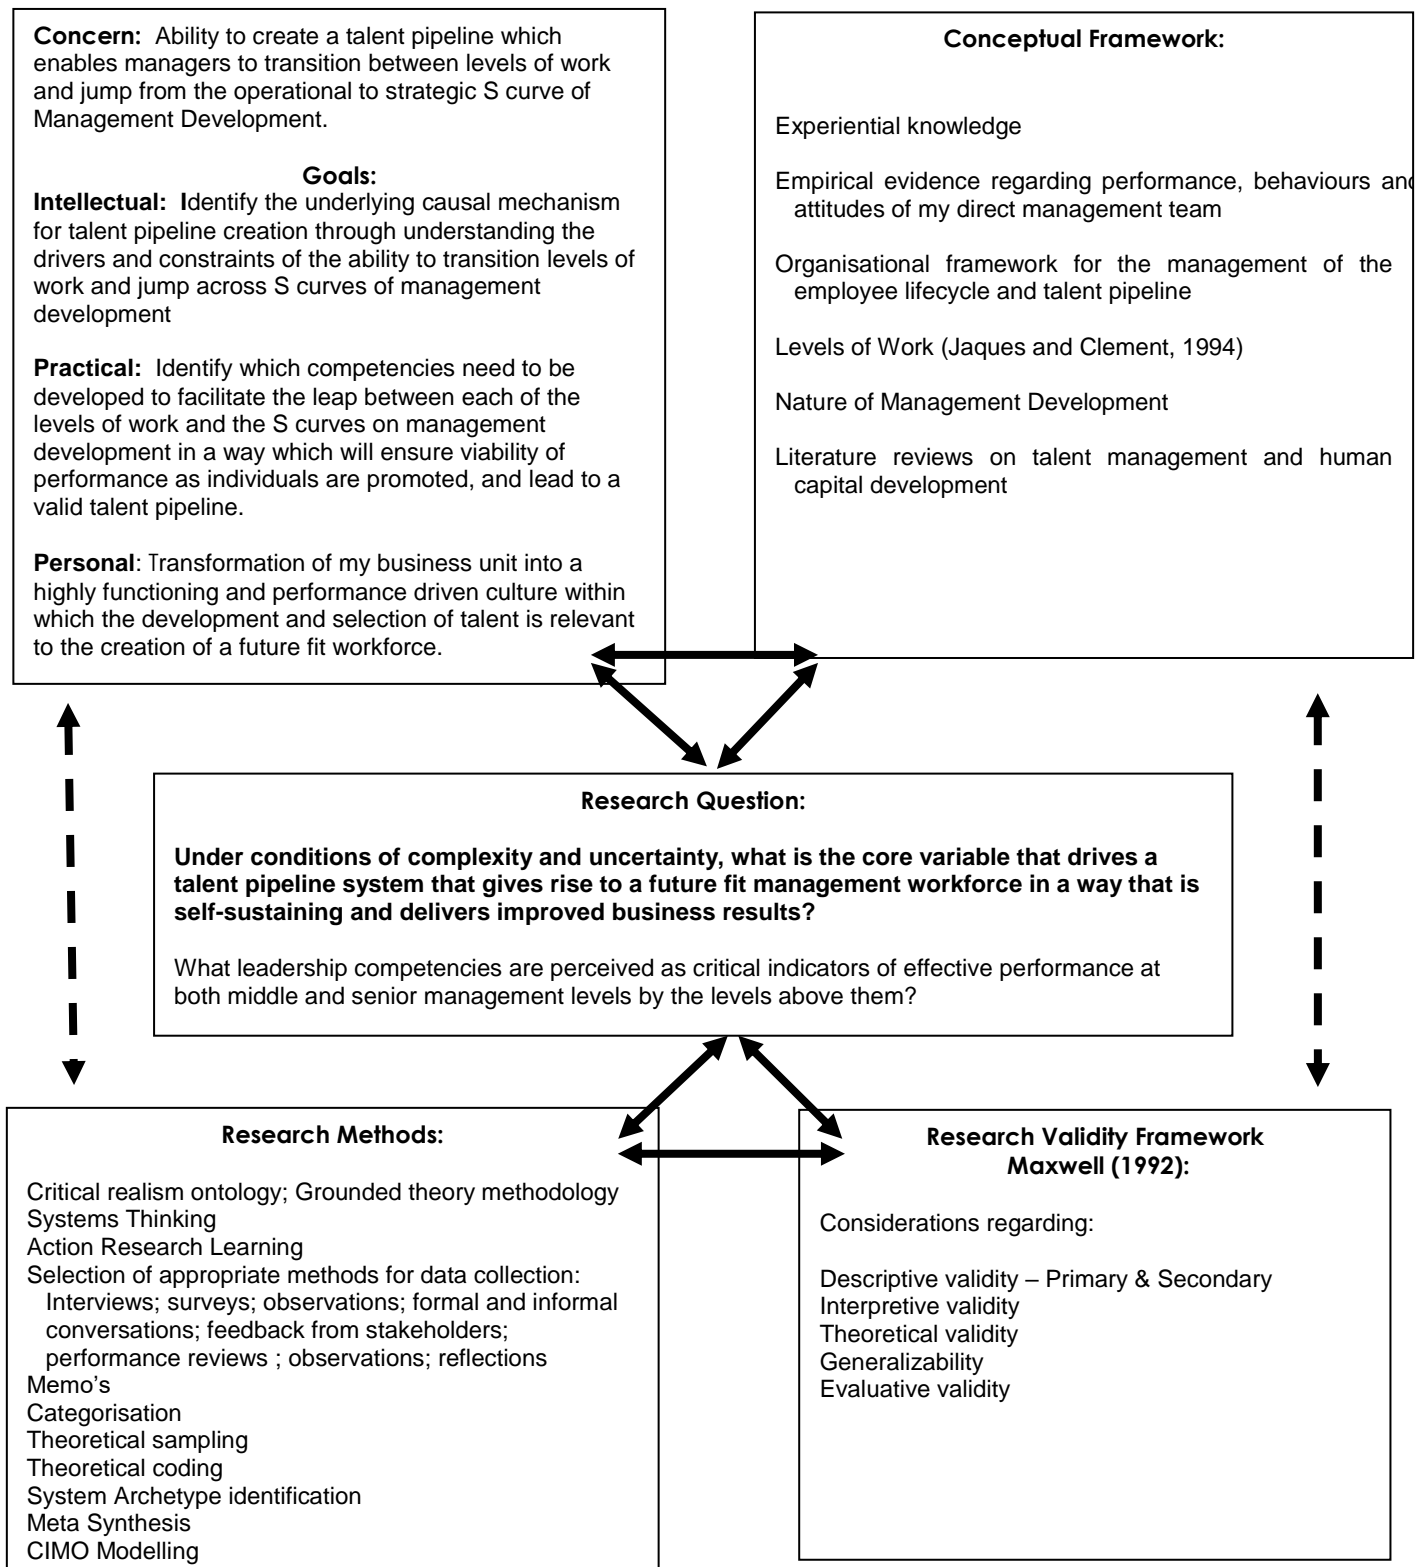 Concern: Ability to create a talent pipeline which
enables managers to transition between levels of work
and jump from the operational to strategic S curve of
Management Development.
Goals:
Intellectual: Identify the underlying causal mechanism
for talent pipeline creation through understanding the
drivers and constraints of the ability to transition levels of
work and jump across S curves of management
development
Practical: Identify which competencies need to be
developed to facilitate the leap between each of the
levels of work and the S curves on management
development in a way which will ensure viability of
performance as individuals are promoted, and lead to a
valid talent pipeline.
Personal: Transformation of my business unit into a
highly functioning and performance driven culture within
which the development and selection of talent is relevant
to the creation of a future fit workforce.
Conceptual Framework:
Experiential knowledge
Empirical evidence regarding performance, behaviours and
attitudes of my direct management team
Organisational framework for the management of the
employee lifecycle and talent pipeline
Levels of Work (Jaques and Clement, 1994)
Nature of Management Development
Literature reviews on talent management and human
capital development
Research Question:
Under conditions of complexity and uncertainty, what is the core variable that drives a
talent pipeline system that gives rise to a future fit management workforce in a way that is
self-sustaining and delivers improved business results?
What leadership competencies are perceived as critical indicators of effective performance at
both middle and senior management levels by the levels above them?
Research Methods:
Critical realism ontology; Grounded theory methodology
Systems Thinking
Action Research Learning
Selection of appropriate methods for data collection:
Interviews; surveys; observations; formal and informal
conversations; feedback from stakeholders;
performance reviews ; observations; reflections
Memo's
Categorisation
Theoretical sampling
Theoretical coding
System Archetype identification
Meta Synthesis
CIMO Modelling
Research Validity Framework
Maxwell (1992):
Considerations regarding:
Descriptive validity – Primary & Secondary
Interpretive validity
Theoretical validity
Generalizability
Evaluative validity